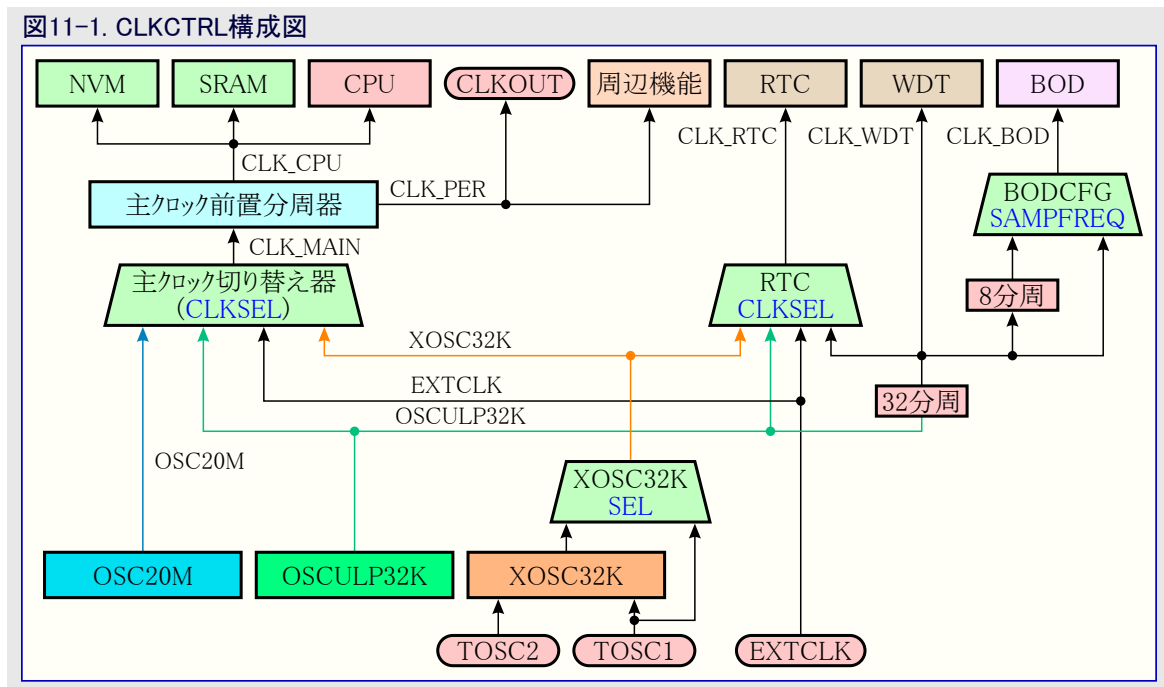 図11-1. CLKCTRL構成図
NVM
SRAM
CPU
CLKOUT
周辺機能
RTC
WDT
BOD
CLK_RTC
CLK_WDT
CLK_BOD
CLK_CPU
主クロック前置分周器
CLK_PER
BODCFG
SAMPFREQ
CLK_MAIN
主クロック切り替え器
(CLKSEL)
RTC
CLKSEL
8分周
XOSC32K
EXTCLK
32分周
OSCULP32K
OSC20M
XOSC32K
SEL
OSC20M
OSCULP32K
XOSC32K
TOSC2
TOSC1
EXTCLK